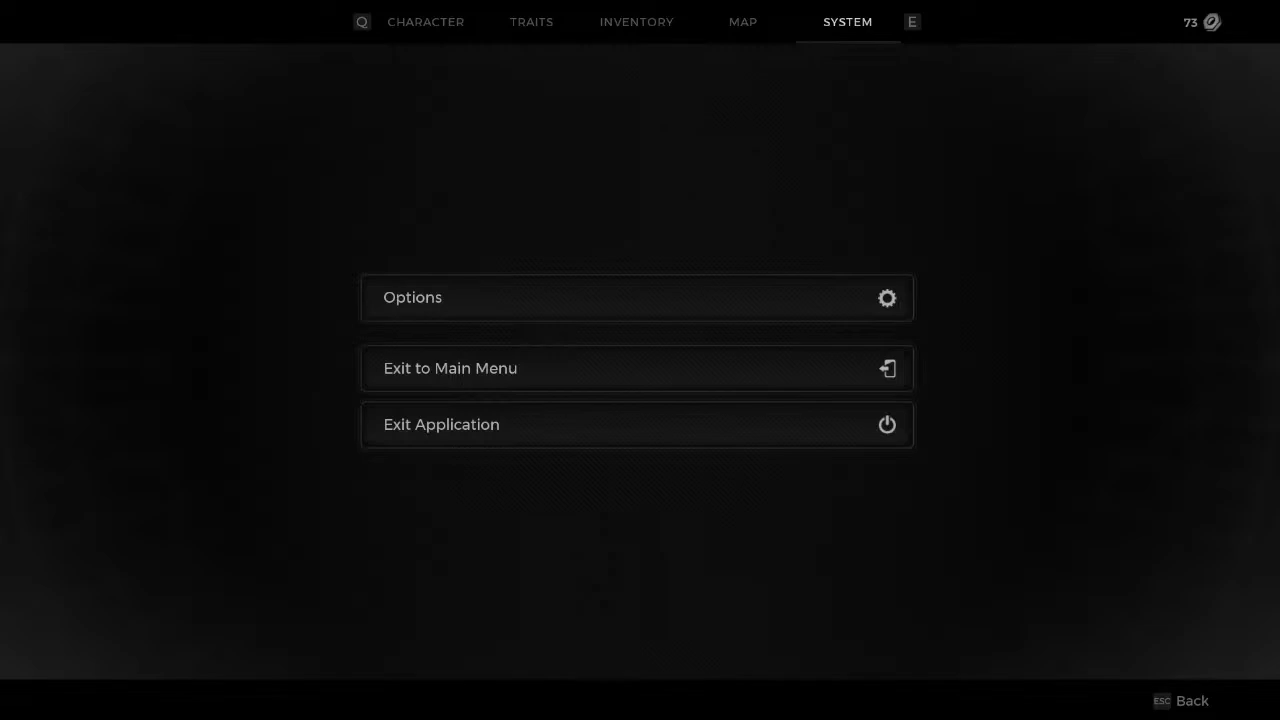 Q CHARACTER TRAITS INVENTORY MAP SYSTEM E 73
Options
Exit to Main Menu
Exit Application
ESC Back